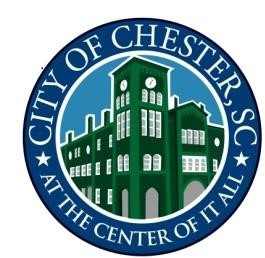 CITY OF CHESTER, SC
AT THE CENTER OF IT ALL